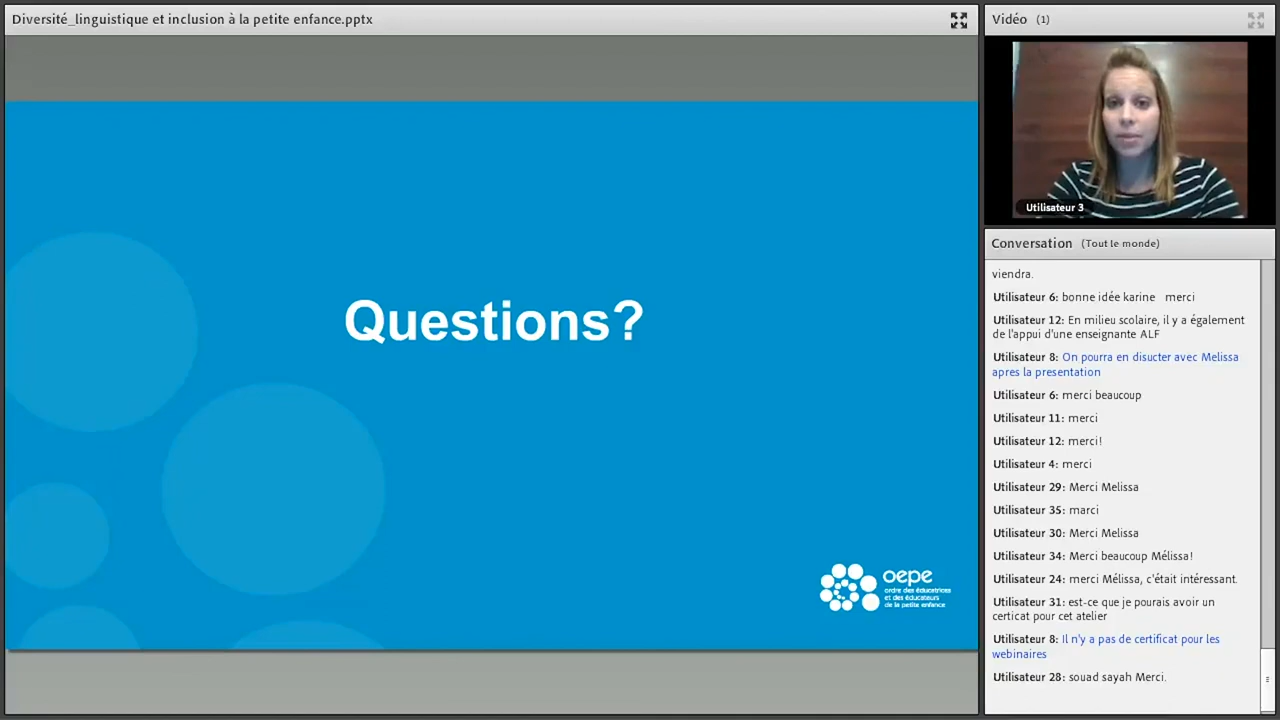 Diversité_linguistique et inclusion à la petite enfance.pptx
Questions?
oepe
ordre des éducatrices
et des éducateurs
de la petite enfance
Vidéo (1)
Utilisateur 3
Conversation (Tout le monde)
viendra.
Utilisateur 6: bonne idée karine merci
Utilisateur 12: En milieu scolaire, il y a également
de l'appui d'une enseignante ALF
Utilisateur 8: On pourra en disucter avec Melissa
apres la presentation
Utilisateur 6: merci beaucoup
Utilisateur 11: merci
Utilisateur 12: merci!
Utilisateur 4: merci
Utilisateur 29: Merci Melissa
Utilisateur 35: marci
Utilisateur 30: Merci Melissa
Utilisateur 34: Merci beaucoup Mélissa!
Utilisateur 24: merci Mélissa, c'était intéressant.
Utilisateur 31: est-ce que je pourais avoir un
certicat pour cet atelier
Utilisateur 8: Il n'y a pas de certificat pour les
webinaires
Utilisateur 28: souad sayah Merci.